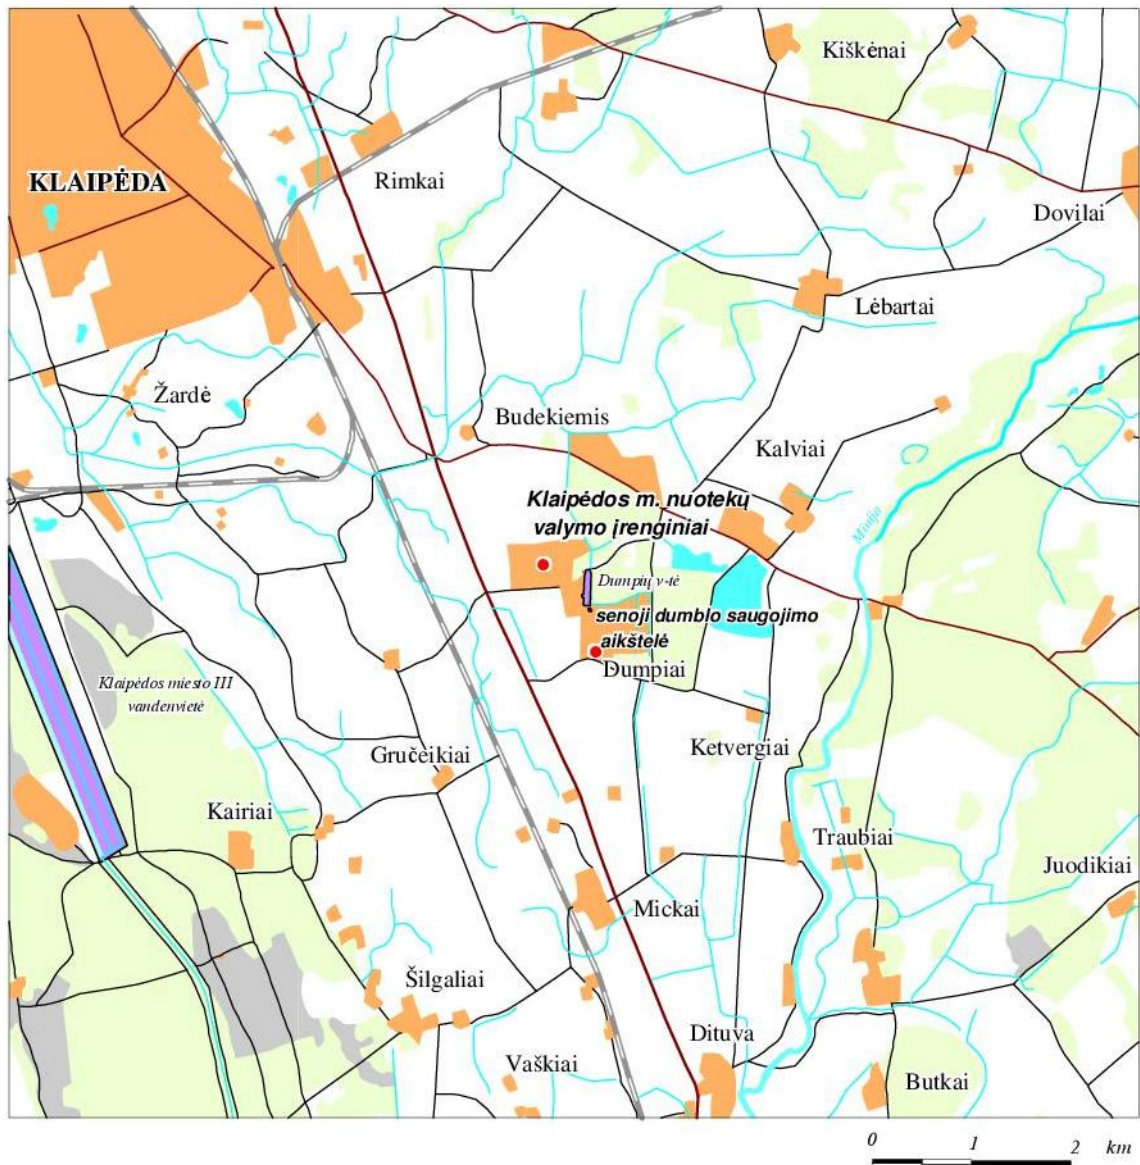 Kiškėnai
KLAIPĖDA
Rimkai
Dovilai
Lėbartai
Žardė
Budekiemis
Kalviai
Klaipėdos m. nuotekų
valymo įrenginiai
Minija
Dumpių v-tė
senoji dumblo saugojimo
aikštelė
Dumpiai
Klaipėdos miesto III
vandenvietė
Gručeikiai
Ketvergiai
Kairiai
Traubiai
Juodikiai
Mickai
Šilgaliai
Dituva
Vaškiai
Butkai
0 1 2 km